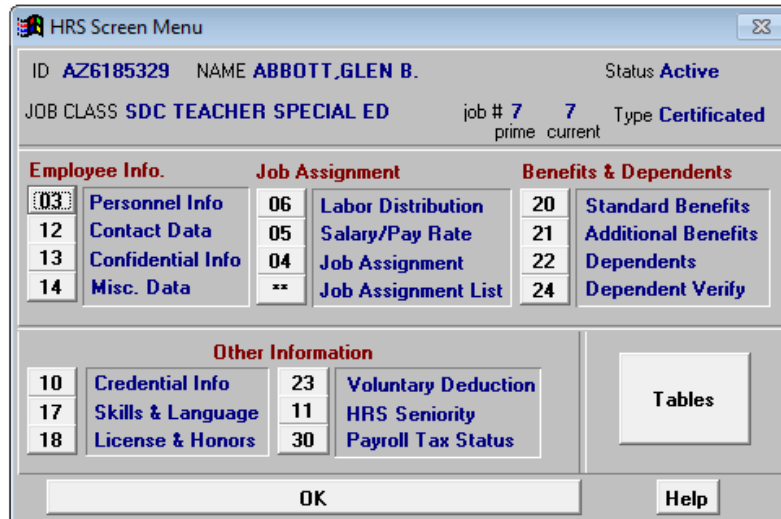 HRS Screen Menu
ID AZ6185329 NAME ABBOTT,GLEN B. Status Active
JOB CLASS SDC TEACHER SPECIAL ED job # 7 7 Type Certificated
prime current
Employee Info. Job Assignment Benefits & Dependents
03 Personnel Info 06 Labor Distribution 20 Standard Benefits
12 Contact Data 05 Salary/Pay Rate 21 Additional Benefits
13 Confidential Info 04 Job Assignment 22 Dependents
14 Misc. Data ** Job Assignment List 24 Dependent Verify
Other Information
10 Credential Info 23 Voluntary Deduction
17 Skills & Language 11 HRS Seniority
18 License & Honors 30 Payroll Tax Status
Tables
OK Help